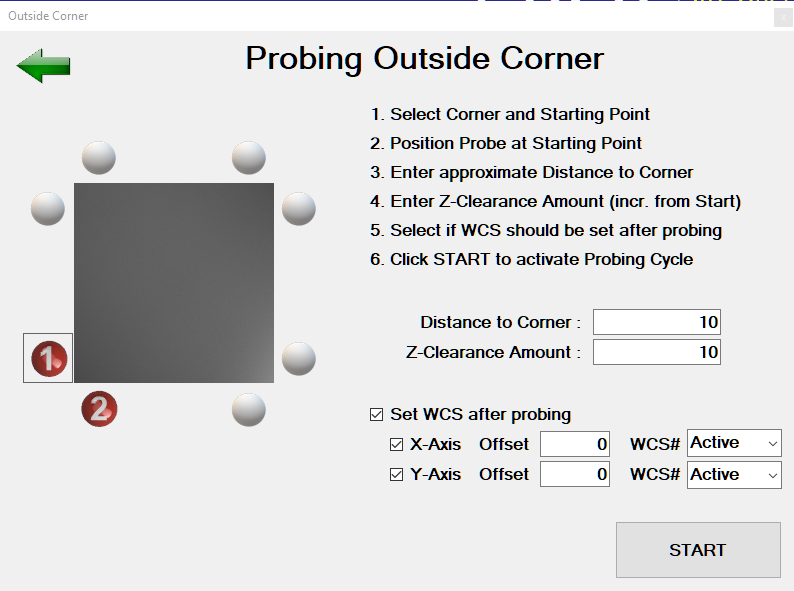 Outside Corner
Probing Outside Corner
1. Select Corner and Starting Point
2. Position Probe at Starting Point
3. Enter approximate Distance to Corner
4. Enter Z-Clearance Amount (incr. from Start)
5. Select if WCS should be set after probing
6. Click START to activate Probing Cycle
1
2
Distance to Corner : 10
Z-Clearance Amount : 10
Set WCS after probing
X-Axis Offset 0 WCS# Active
Y-Axis Offset 0 WCS# Active
START